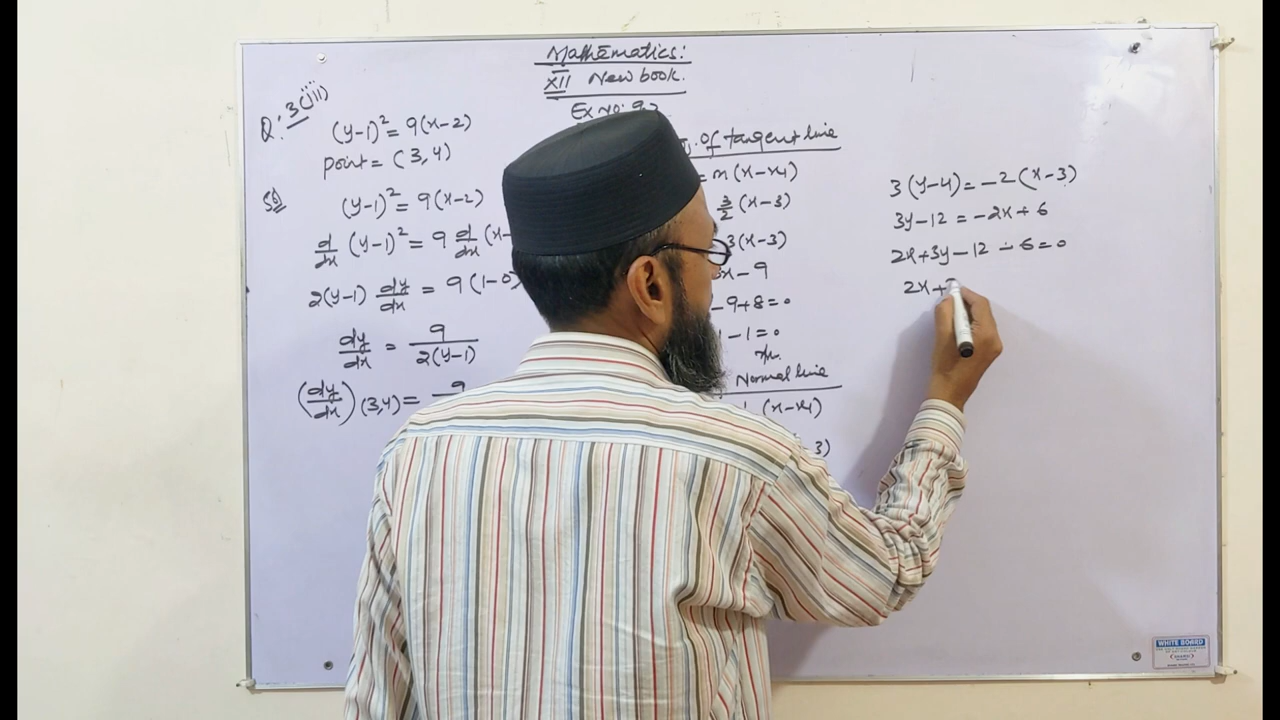 Mathematics:
XII New book.
Ex no: 9.2
Q: 3(iii)
(y-1)² = 9(x-2)
point = (3,4)
Sol
(y-1)² = 9(x-2)
d/dx (y-1)² = 9 d/dx (x-
2(y-1) dy/dx = 9(1-0)
dy/dx = 9/2(y-1)
(dy/dx)(3,4) = 9
. of tangent line
= m(x-x1)
3/2 (x-3)
3(x-3)
x - 9
- 9+8=0
- 1=0
Normal line
(x-x1)
3)
3(y-4) = -2(x-3)
3y-12 = -2x+6
2x+3y-12-6=0
2x+
WHITE BOARD